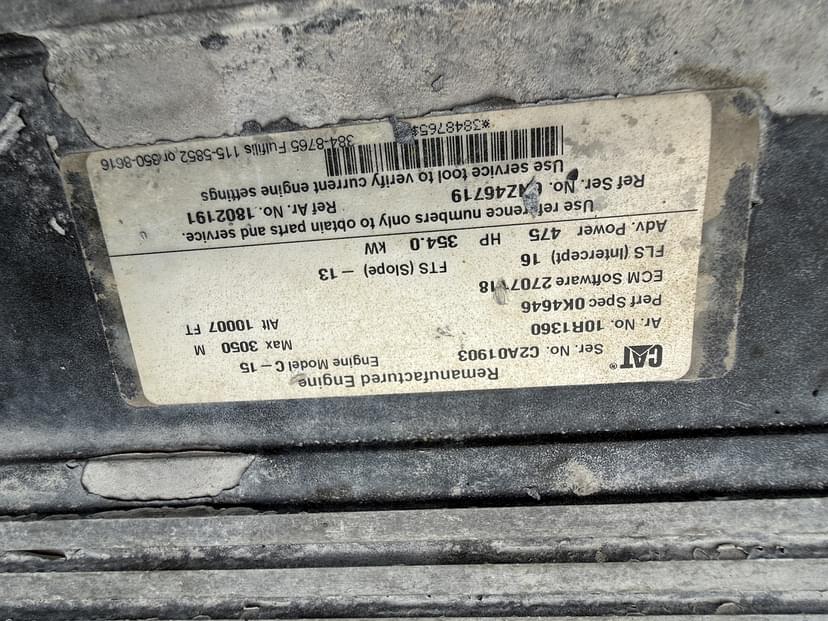 CAT® Remanufactured Engine
Ser. No. C2A01903 Engine Model C – 15
Ar. No. 10R1360 Max 3050 M
Perf Spec 0K4646 Alt 10007 FT
ECM Software
FLS (Intercept) 16 FTS (Slope) – 13
Adv. Power 475 HP 354.0 kW
Use reference numbers only to obtain parts and service.
Ref Ser. No. Ref Ar. No. 1802191
Use service tool to verify current engine settings
*3848765$
384-8765 Fulfills 115-5852 or 350-8616